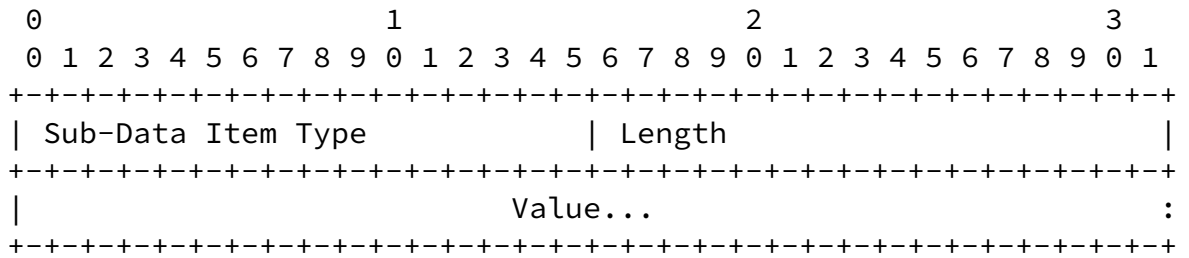 0                   1                   2                   3
 0 1 2 3 4 5 6 7 8 9 0 1 2 3 4 5 6 7 8 9 0 1 2 3 4 5 6 7 8 9 0 1
+-+-+-+-+-+-+-+-+-+-+-+-+-+-+-+-+-+-+-+-+-+-+-+-+-+-+-+-+-+-+-+-+
| Sub-Data Item Type            | Length                        |
+-+-+-+-+-+-+-+-+-+-+-+-+-+-+-+-+-+-+-+-+-+-+-+-+-+-+-+-+-+-+-+-+
|                           Value...                            :
+-+-+-+-+-+-+-+-+-+-+-+-+-+-+-+-+-+-+-+-+-+-+-+-+-+-+-+-+-+-+-+-+